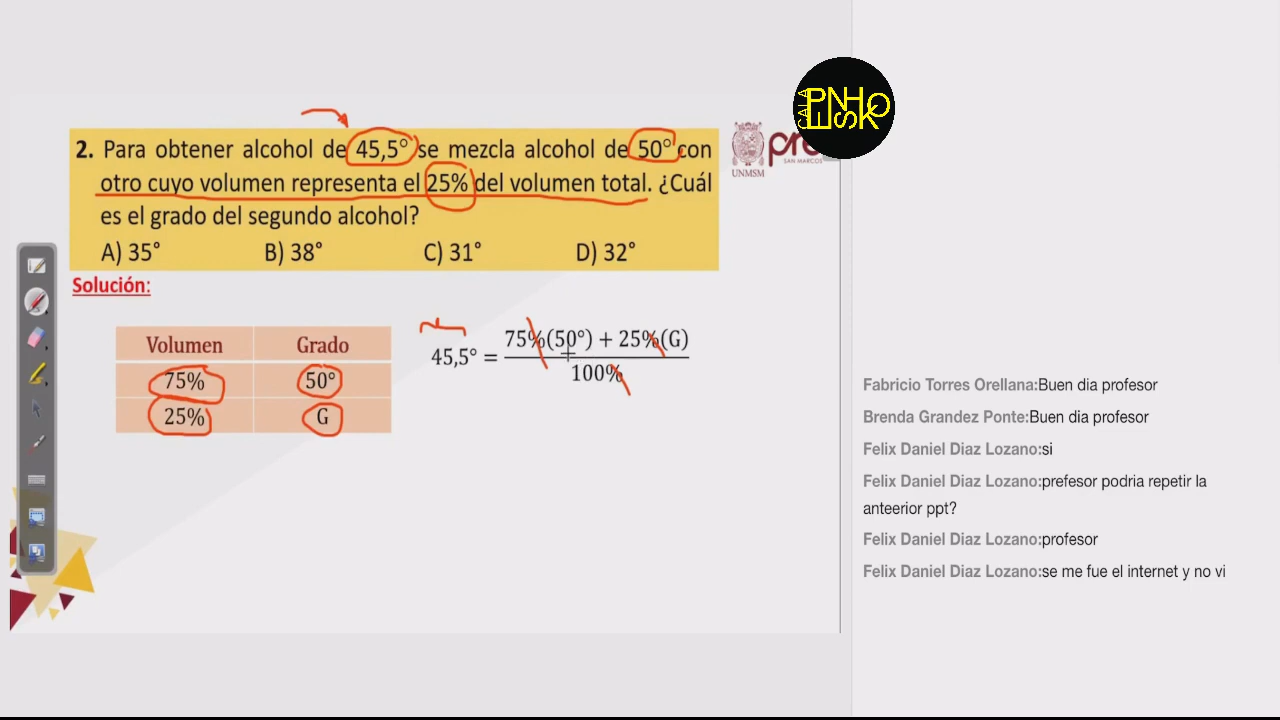 CALA
PENHO
ESK
2. Para obtener alcohol de 45,5° se mezcla alcohol de 50° con
otro cuyo volumen representa el 25% del volumen total. ¿Cuál
es el grado del segundo alcohol?
A) 35° B) 38° C) 31° D) 32°
pre
SAN MARCOS
UNMSM
Solución:
Volumen Grado
75% 50°
25% G
45,5° = 75%(50°) + 25%(G)
100%
Fabricio Torres Orellana:Buen dia profesor
Brenda Grandez Ponte:Buen dia profesor
Felix Daniel Diaz Lozano:si
Felix Daniel Diaz Lozano:prefesor podria repetir la
anteerior ppt?
Felix Daniel Diaz Lozano:profesor
Felix Daniel Diaz Lozano:se me fue el internet y no vi